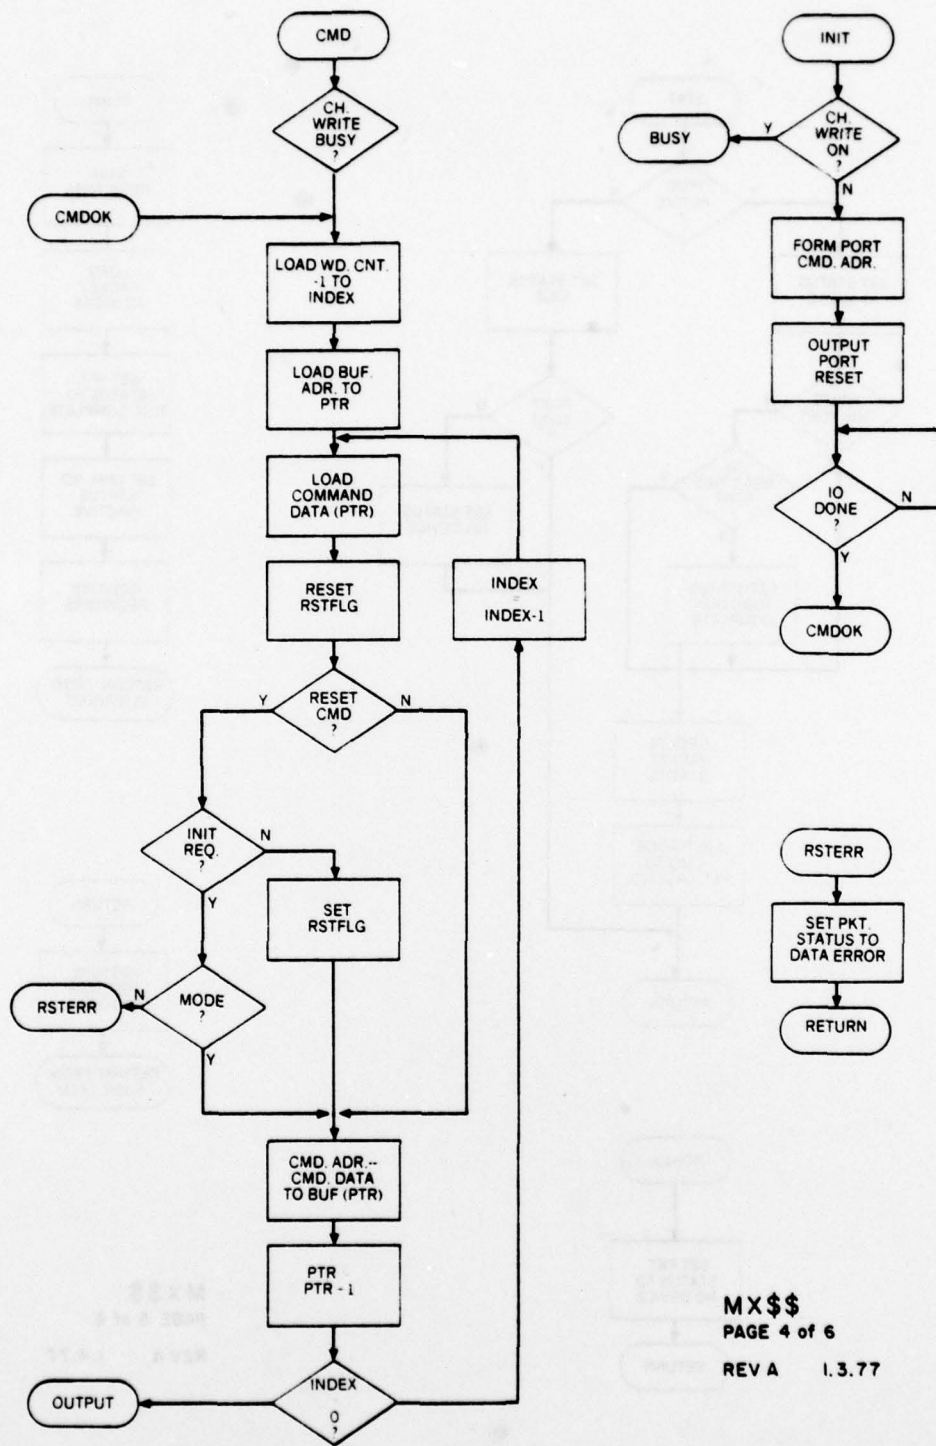 CMD
CH.
WRITE
BUSY
?
CMDOK
LOAD WD. CNT.
-1 TO
INDEX
LOAD BUF.
ADR. TO
PTR
LOAD
COMMAND
DATA (PTR)
RESET
RSTFLG
INDEX
=
INDEX-1
Y
RESET
CMD
?
N
INIT
REQ.
?
N
Y
SET
RSTFLG
RSTERR
N
MODE
?
Y
CMD. ADR.--
CMD. DATA
TO BUF (PTR)
PTR
PTR - 1
OUTPUT
INDEX
0
?
INIT
BUSY
Y
CH.
WRITE
ON
?
N
FORM PORT
CMD. ADR.
OUTPUT
PORT
RESET
IO
DONE
?
N
Y
CMDOK
RSTERR
SET PKT.
STATUS TO
DATA ERROR
RETURN
MX$$
PAGE 4 of 6
REV A 1.3.77